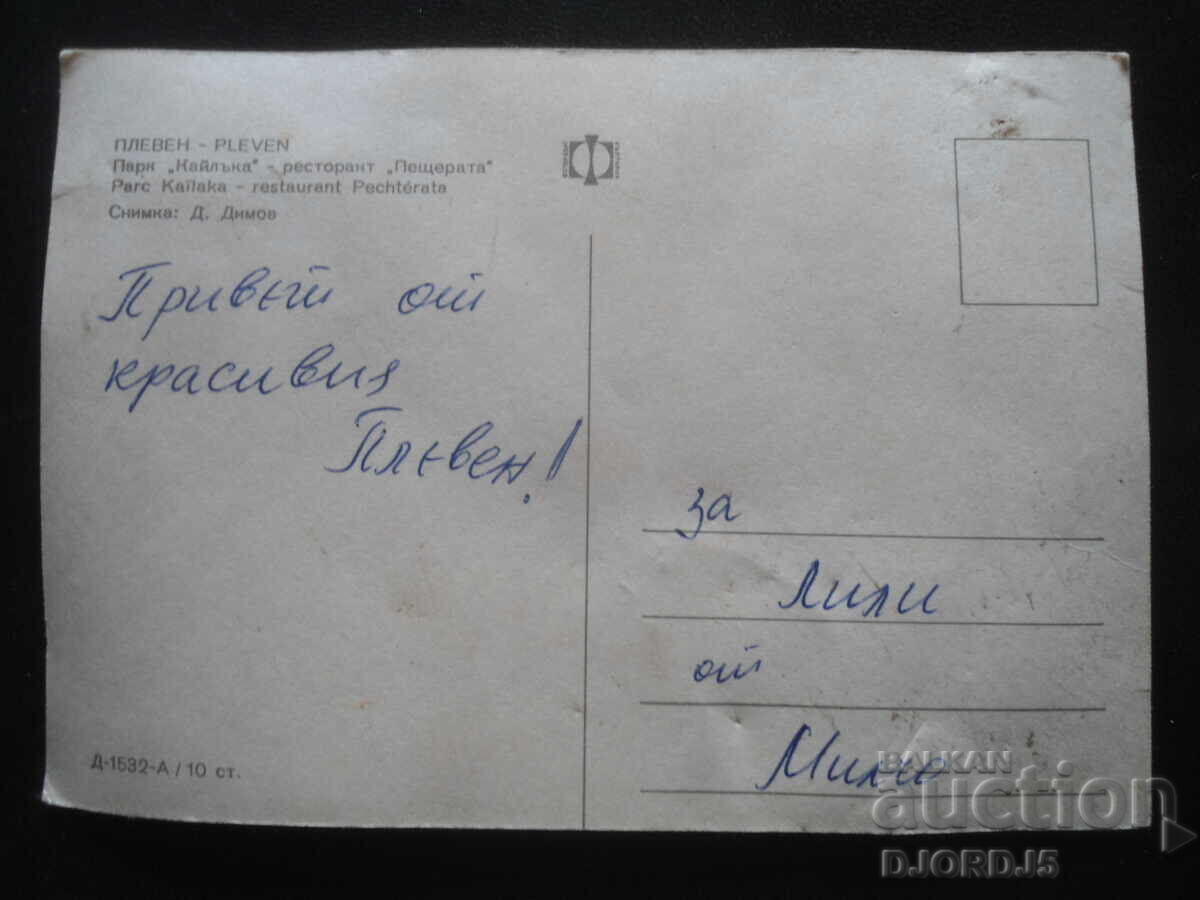 ПЛЕВЕН - PLEVEN
Парк „Кайлъка" - ресторант „Пещерата"
Parc Kaïlaka - restaurant Pechtérata
Снимка: Д. Димов
Привет от
красивия
Плевен!
за
Лили
от
Д-1532-А / 10 ст.
BALKAN
auction
DJORDJ5